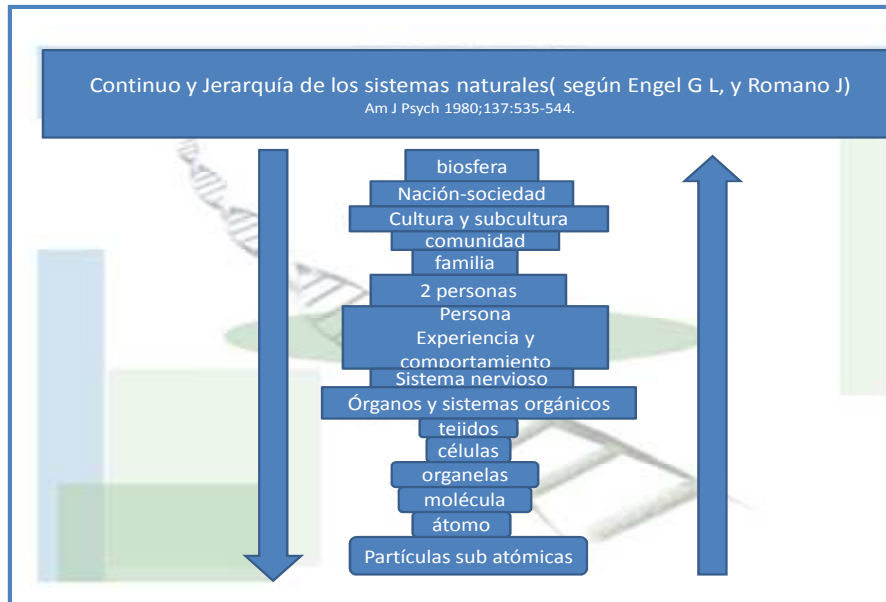 Continuo y Jerarquía de los sistemas naturales( según Engel G L, y Romano J)
Am J Psych 1980;137:535-544.
biosfera
Nación-sociedad
Cultura y subcultura
comunidad
familia
2 personas
Persona
Experiencia y
comportamiento
Sistema nervioso
Órganos y sistemas orgánicos
tejidos
células
organelas
molécula
átomo
Partículas sub atómicas